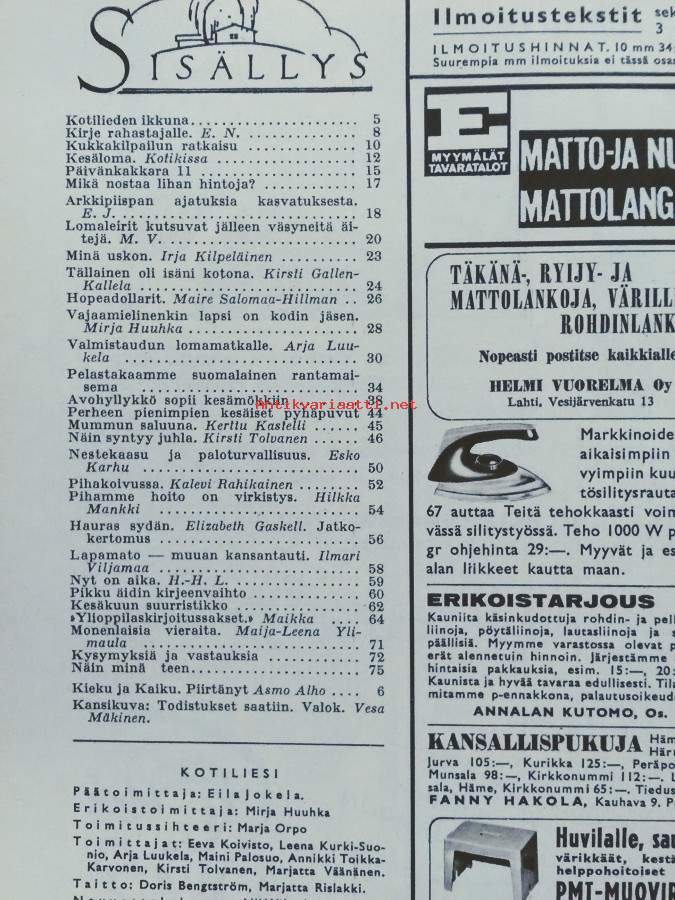 SISÄLLYS
Kotilieden ikkuna 5
Kirje rahastajalle. E. N. 8
Kukkakilpailun ratkaisu 10
Kesäloma. Kotikissa 12
Päivänkakkara 11 15
Mikä nostaa lihan hintoja? 17
Arkkipiispan ajatuksia kasvatuksesta.
E. J. 18
Lomaleirit kutsuvat jälleen väsyneitä äi-
tejä. M. V. 20
Minä uskon. Irja Kilpeläinen 23
Tällainen oli isäni kotona. Kirsti Gallen-
Kallela 24
Hopeadollarit. Maire Salomaa-Hillman 26
Vajaamielinenkin lapsi on kodin jäsen.
Mirja Huuhka 28
Valmistaudun lomamatkalle. Arja Luu-
kela 30
Pelastakaamme suomalainen rantamai-
sema 34
Avohyllykkö sopii kesämökkiin 38
Perheen pienimpien kesäiset pyhäpuvut 44
Mummun saluuna. Kerttu Kastelli 45
Näin syntyy juhla. Kirsti Tolvanen 46
Nestekaasu ja paloturvallisuus. Esko
Karhu 50
Pihakoivussa. Kalevi Rahikainen 52
Pihamme hoito on virkistys. Hilkka
Mankki 54
Hauras sydän. Elizabeth Gaskell. Jatko-
kertomus 56
Lapamato — muuan kansantauti. Ilmari
Viljamaa 58
Nyt on aika. H.-H. L. 59
Pikku äidin kirjeenvaihto 60
Kesäkuun suurristikko 62
»Ylioppilaskirjoitussakset.» Maikka 64
Monenlaisia vieraita. Maija-Leena Yli-
maula 71
Kysymyksiä ja vastauksia 72
Näin minä teen 75
Kieku ja Kaiku. Piirtänyt Asmo Alho 6
Kansikuva: Todistukset saatiin. Valok. Vesa
Mäkinen.
KOTILIESI
Päätoimittaja: Eila Jokela.
Erikoistoimittaja: Mirja Huuhka
Toimitussihteeri: Marja Orpo
Toimittajat: Eeva Koivisto, Leena Kurki-Suo-
nio, Arja Luukela, Maini Palosuo, Annikki Toikka-
Karvonen, Kirsti Tolvanen, Marjatta Väänänen.
Taitto: Doris Bengtström, Marjatta Rislakki.
antikvariaatti.net
Ilmoitustekstit sek
3
ILMOITUSHINNAT. 10 mm 34:
Suurempia mm ilmoituksia ei tässä osas
E
MYYMÄLÄT
TAVARATALOT
MATTO-JA NU
MATTOLANG
TÄKÄNÄ-, RYIJY- JA
MATTOLANKOJA, VÄRILL
ROHDINLANK
Nopeasti postitse kaikkialle
HELMI VUORELMA Oy
Lahti, Vesijärvenkatu 13
Markkinoide
aikaisimpiin
vyimpiin kuu
tösilitysrauta
67 auttaa Teitä tehokkaasti voim
vässä silitystyössä. Teho 1000 W p
gr ohjehinta 29:—. Myyvät ja es
alan liikkeet kautta maan.
ERIKOISTARJOUS
Kauniita käsinkudottuja rohdin- ja pell
liinoja, pöytäliinoja, lautasliinoja ja s
päällisiä. Myymme varastossa olevat p
erät alennetuin hinnoin. Järjestämme
hintaisia pakkauksia, esim. 15:—, 20:
Kaunista ja hyvää tavaraa edullisesti. Tila
mitamme p-ennakkona, palautusoikeude
ANNALAN KUTOMO, Os.
KANSALLISPUKUJA Häm
Härm
Jurva 105:—, Kurikka 125:—, Peräpo
Munsala 98:—, Kirkkonummi 112:—. L
sala, Häme, Kirkkonummi 65:—. Tiedus
FANNY HAKOLA, Kauhava 9. P
Huvilalle, sau
värikkäät, kestä
helppohoitoiset
PMT-MUOVIR